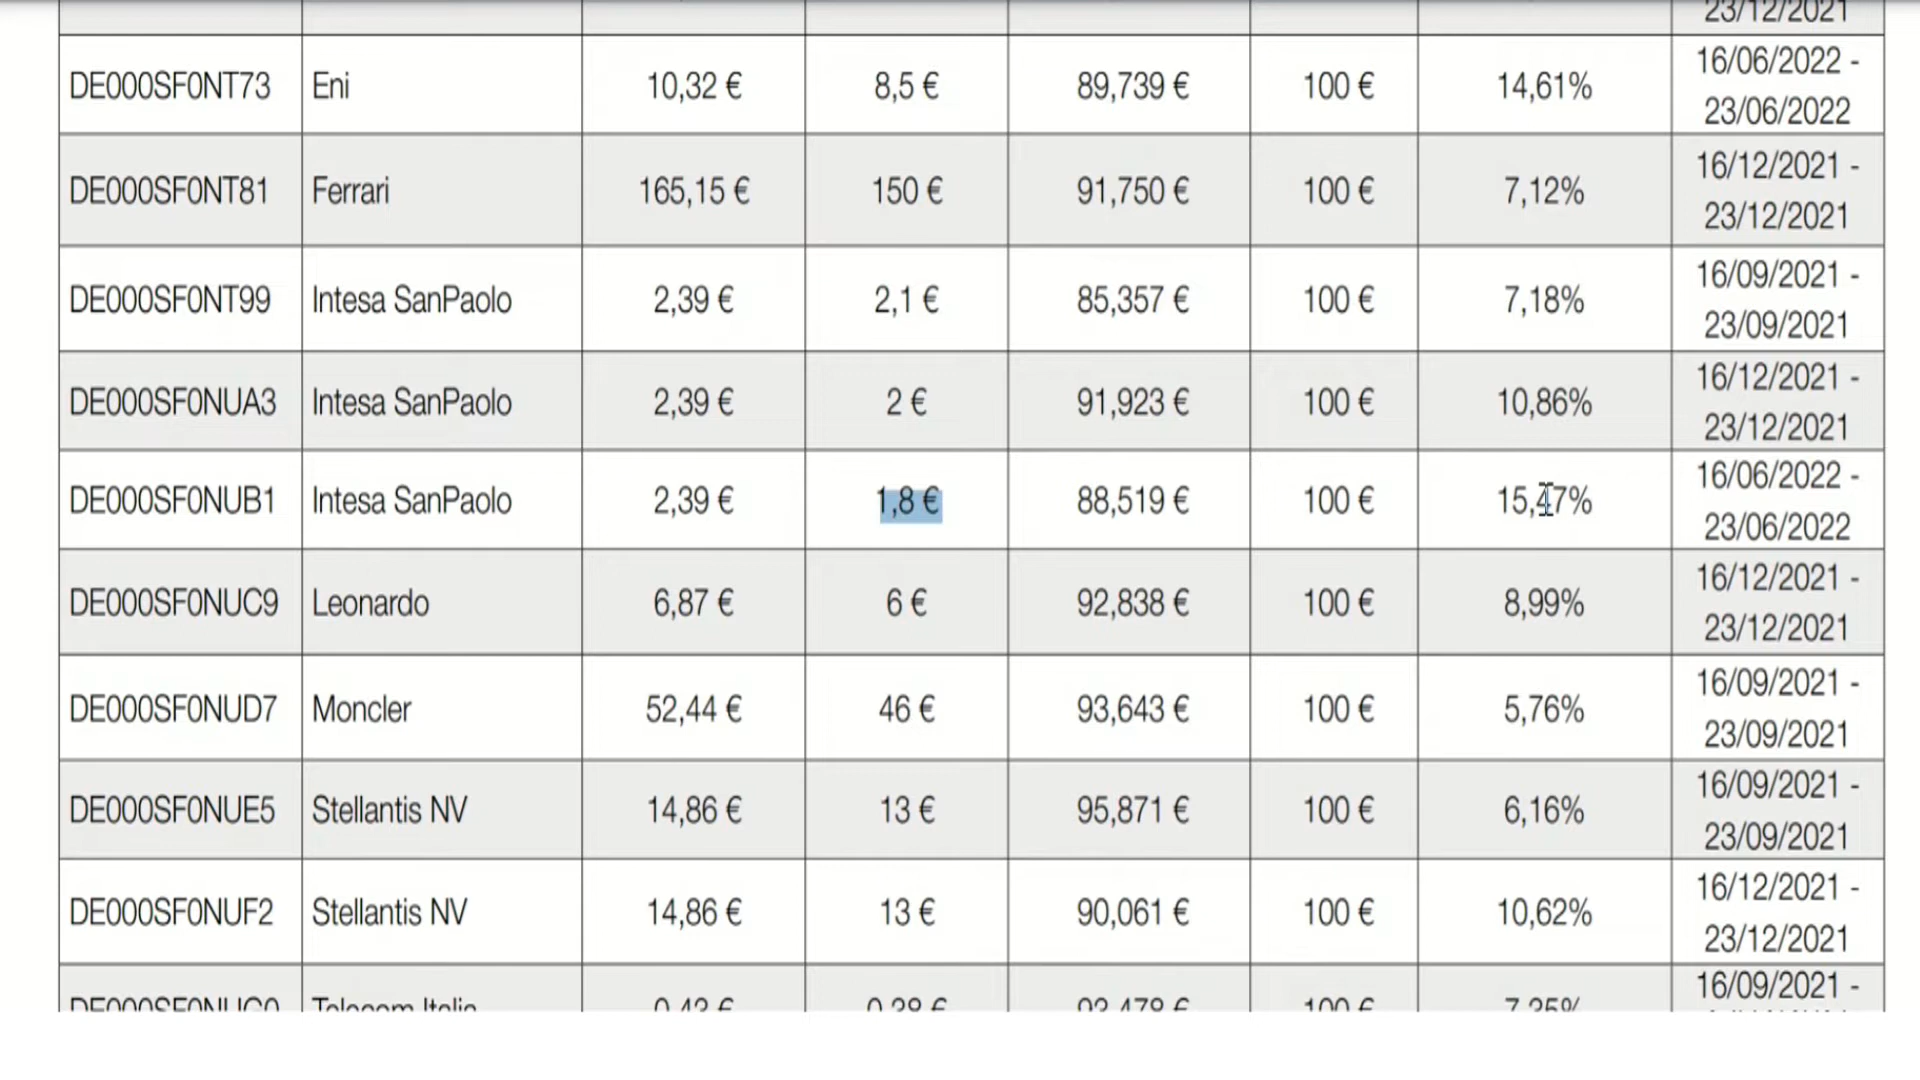 23/12/2021
DE000SF0NT73 Eni 10,32 € 8,5 € 89,739 € 100 € 14,61% 16/06/2022 -
23/06/2022
DE000SF0NT81 Ferrari 165,15 € 150 € 91,750 € 100 € 7,12% 16/12/2021 -
23/12/2021
DE000SF0NT99 Intesa SanPaolo 2,39 € 2,1 € 85,357 € 100 € 7,18% 16/09/2021 -
23/09/2021
DE000SF0NUA3 Intesa SanPaolo 2,39 € 2 € 91,923 € 100 € 10,86% 16/12/2021 -
23/12/2021
DE000SF0NUB1 Intesa SanPaolo 2,39 € 1,8 € 88,519 € 100 € 15,47% 16/06/2022 -
23/06/2022
DE000SF0NUC9 Leonardo 6,87 € 6 € 92,838 € 100 € 8,99% 16/12/2021 -
23/12/2021
DE000SF0NUD7 Moncler 52,44 € 46 € 93,643 € 100 € 5,76% 16/09/2021 -
23/09/2021
DE000SF0NUE5 Stellantis NV 14,86 € 13 € 95,871 € 100 € 6,16% 16/09/2021 -
23/09/2021
DE000SF0NUF2 Stellantis NV 14,86 € 13 € 90,061 € 100 € 10,62% 16/12/2021 -
23/12/2021
Telecom Italia 100 € 16/09/2021 -